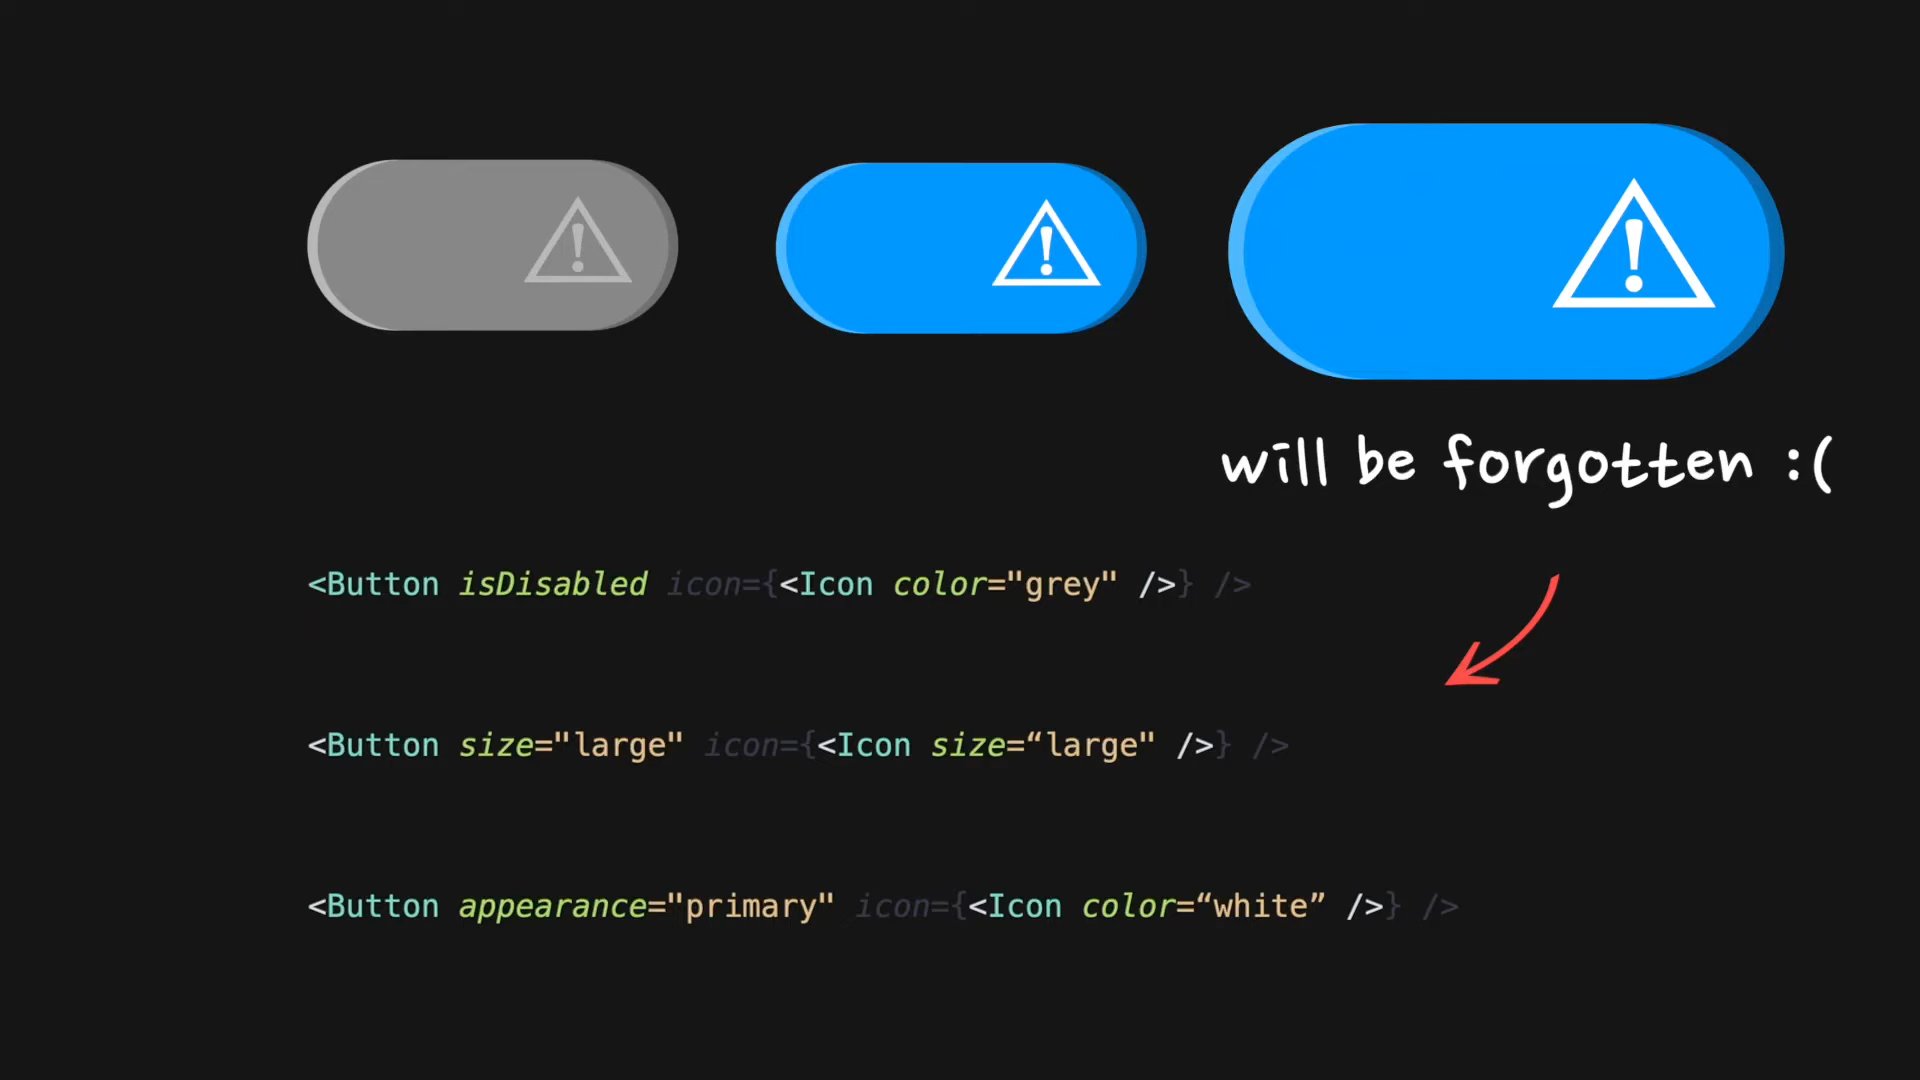 will be forgotten :(
<Button isDisabled icon={<Icon color="grey" />} />
<Button size="large" icon={<Icon size=“large" />} />
<Button appearance="primary" icon={<Icon color=“white” />} />